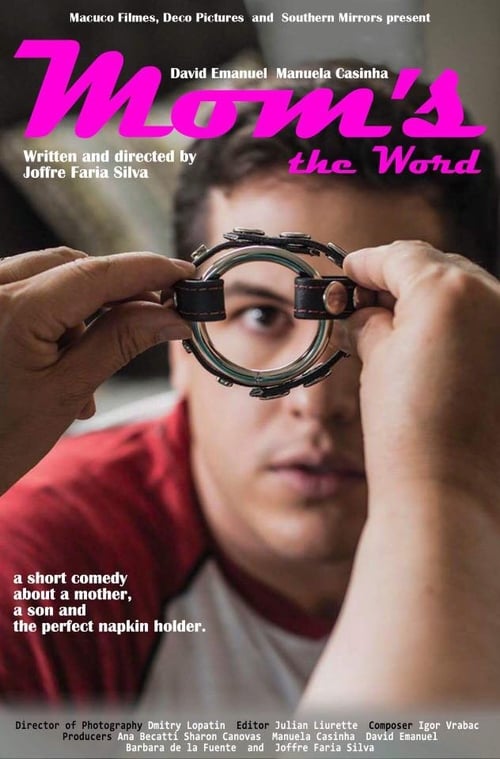 Macuco Filmes, Deco Pictures and Southern Mirrors present
David Emanuel Manuela Casinha
Mom's
the Word
Written and directed by
Joffre Faria Silva
a short comedy
about a mother,
a son and
the perfect napkin holder.
Director of Photography Dmitry Lopatin Editor Julian Liurette Composer Igor Vrabac
Producers Ana Becatti Sharon Canovas Manuela Casinha David Emanuel
Barbara de la Fuente and Joffre Faria Silva